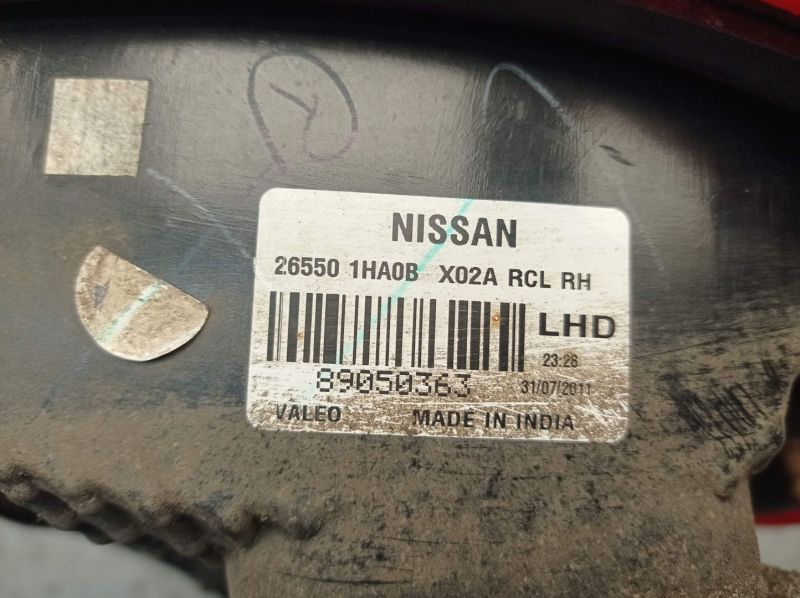 NISSAN
26550 1HA0B X02A RCL RH
LHD
23:28
89050363 31/07/2011
VALEO MADE IN INDIA